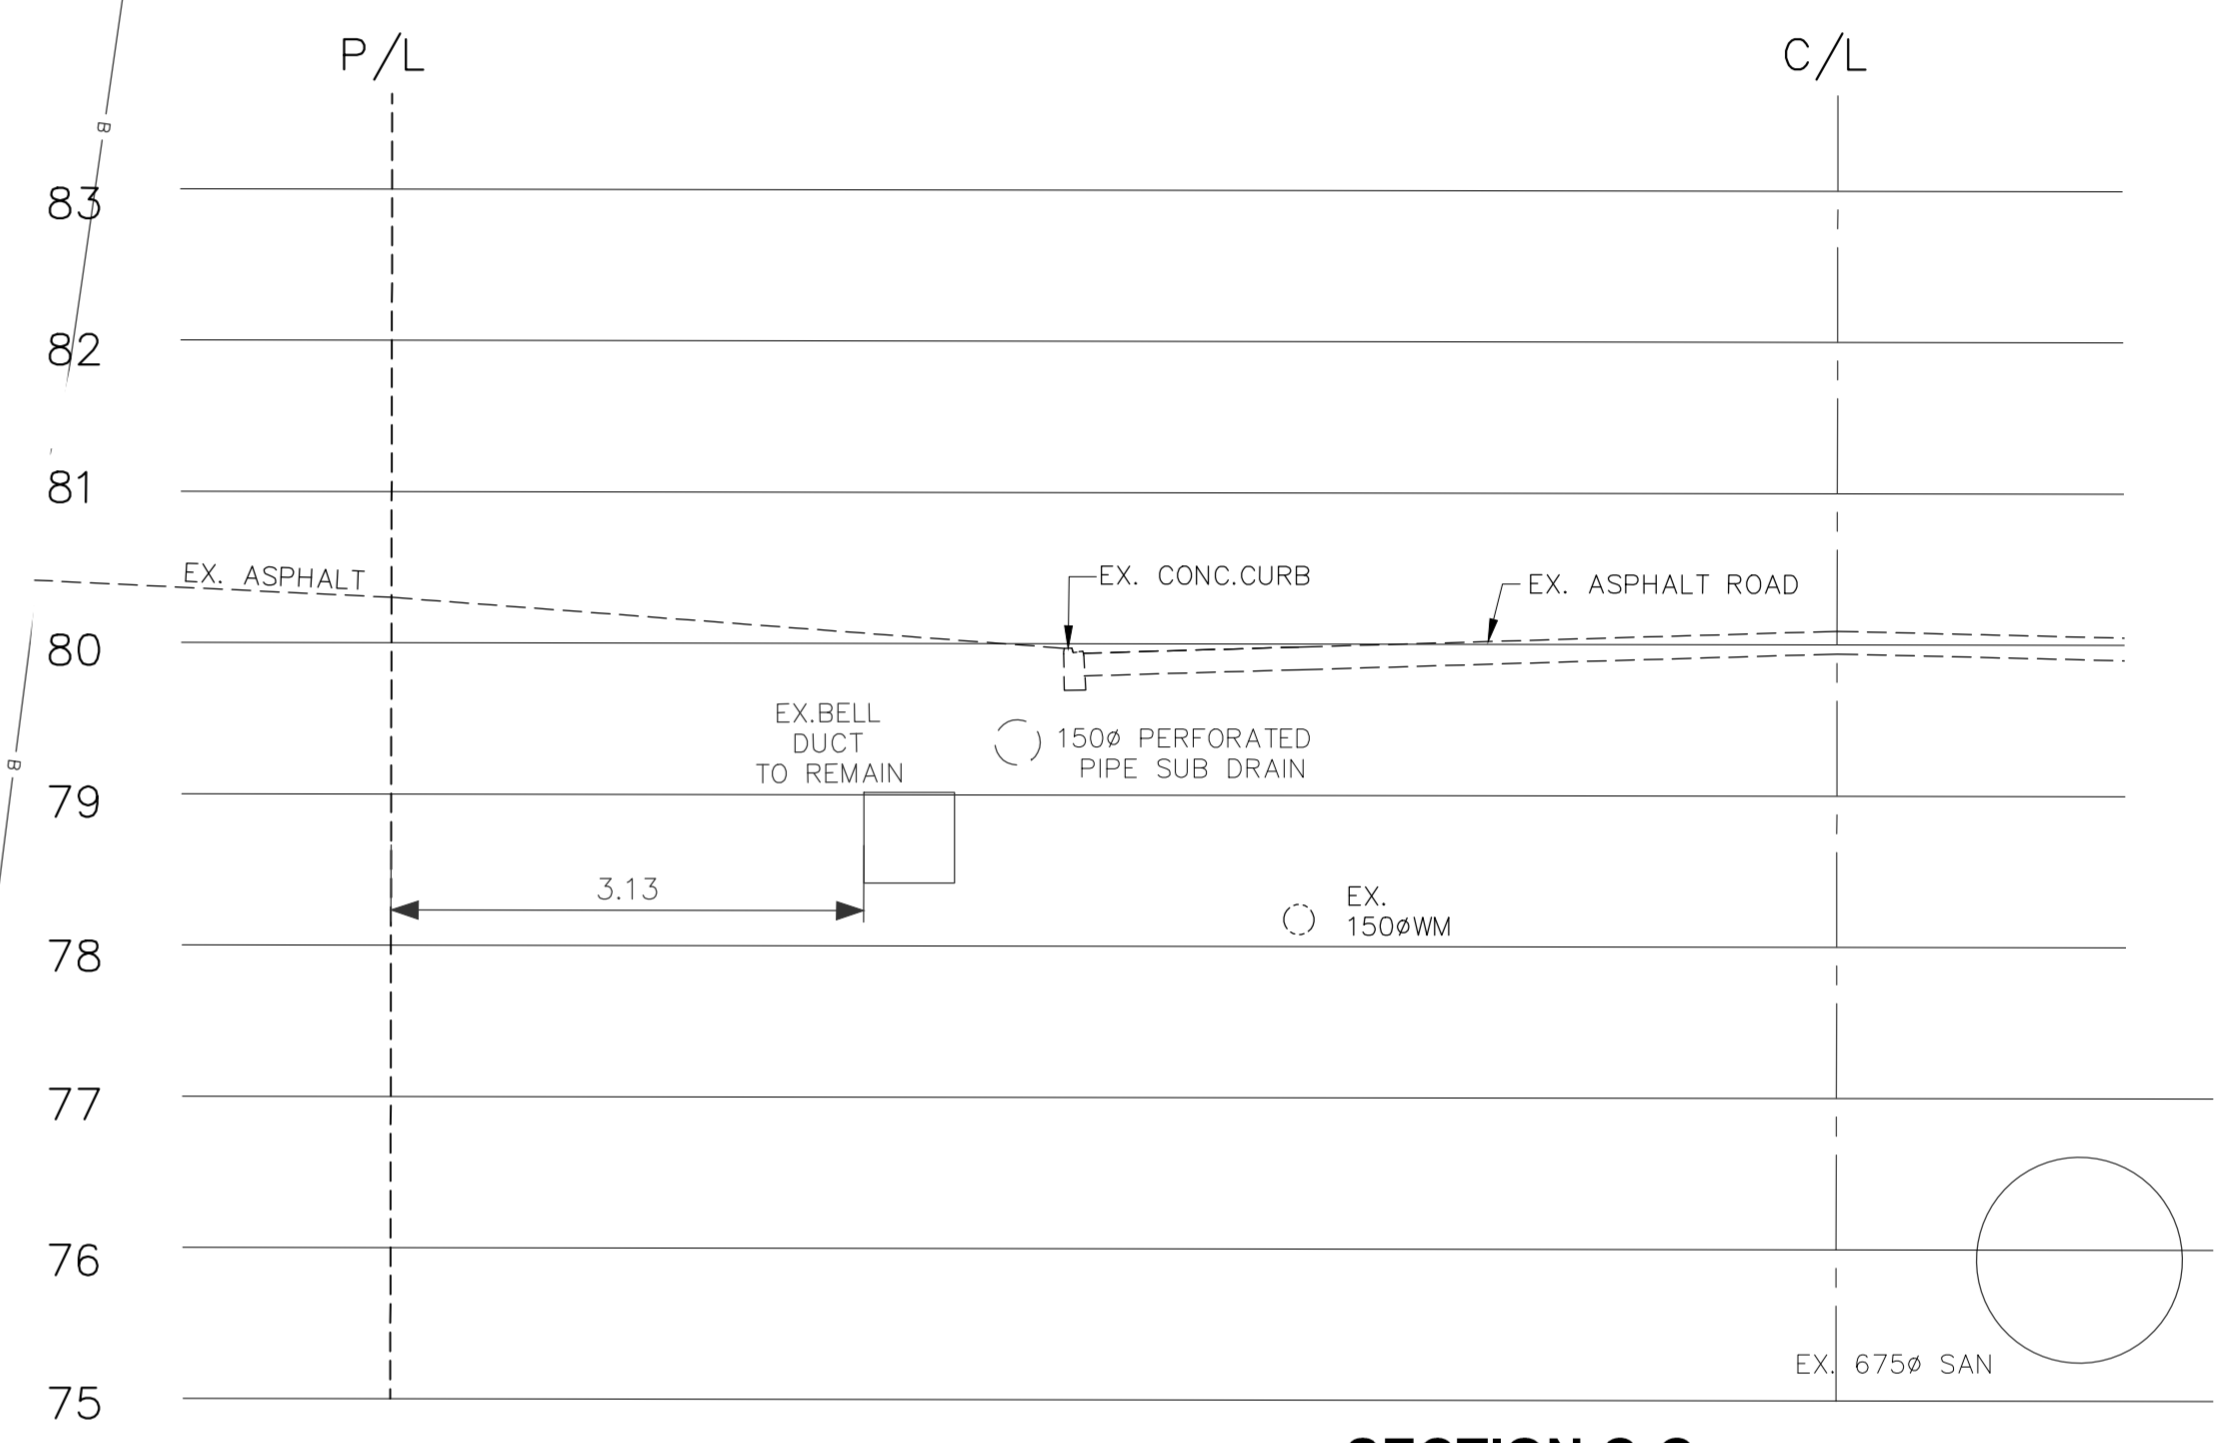 P/L
C/L
B
83
82
81
EX. ASPHALT
EX. CONC.CURB
EX. ASPHALT ROAD
80
EX.BELL
DUCT
TO REMAIN
150ø PERFORATED
PIPE SUB DRAIN
B
79
3.13
EX.
150øWM
78
77
76
EX. 675ø SAN
75